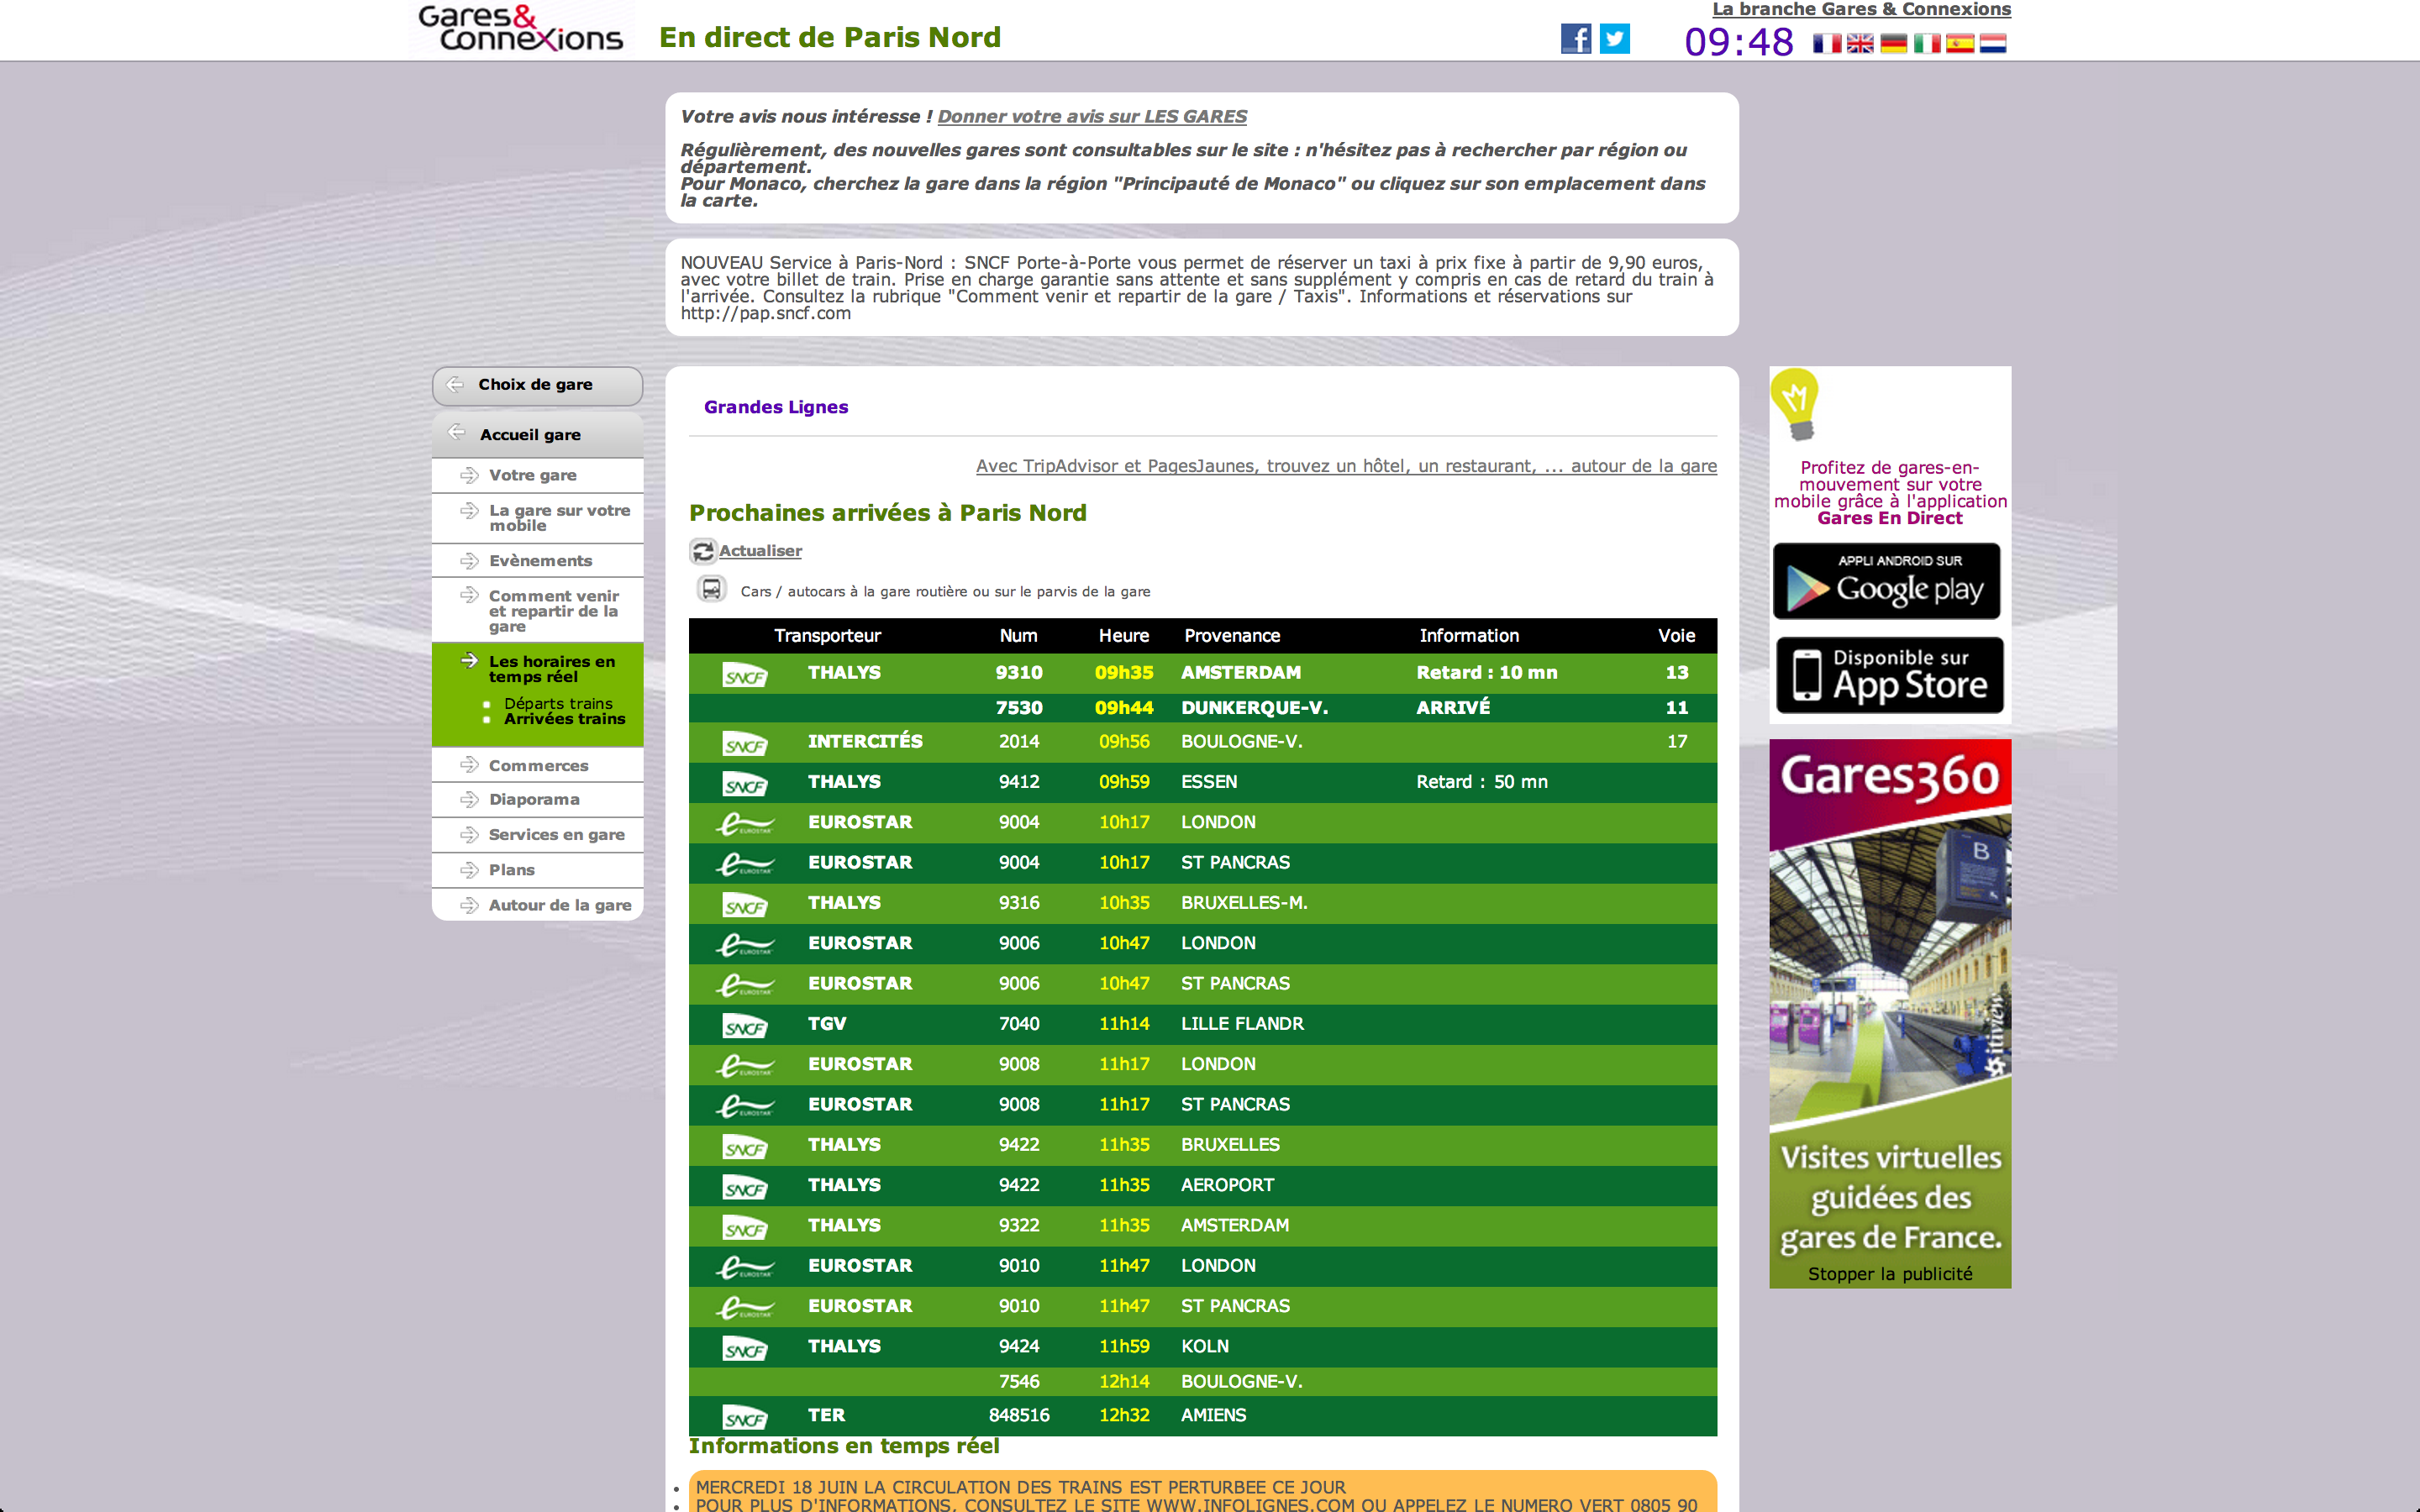 Gares&
conneXions
En direct de Paris Nord
La branche Gares & Connexions
09:48
Votre avis nous intéresse ! Donner votre avis sur LES GARES
Régulièrement, des nouvelles gares sont consultables sur le site : n'hésitez pas à rechercher par région ou
département.
Pour Monaco, cherchez la gare dans la région "Principauté de Monaco" ou cliquez sur son emplacement dans
la carte.
NOUVEAU Service à Paris-Nord : SNCF Porte-à-Porte vous permet de réserver un taxi à prix fixe à partir de 9,90 euros,
avec votre billet de train. Prise en charge garantie sans attente et sans supplément y compris en cas de retard du train à
l'arrivée. Consultez la rubrique "Comment venir et repartir de la gare / Taxis". Informations et réservations sur
http://pap.sncf.com
Choix de gare
Accueil gare
Votre gare
La gare sur votre
mobile
Evènements
Comment venir
et repartir de la
gare
Les horaires en
temps réel
Départs trains
Arrivées trains
Commerces
Diaporama
Services en gare
Plans
Autour de la gare
Grandes Lignes
Avec TripAdvisor et PagesJaunes, trouvez un hôtel, un restaurant, ... autour de la gare
Prochaines arrivées à Paris Nord
Actualiser
Cars / autocars à la gare routière ou sur le parvis de la gare
Transporteur Num Heure Provenance Information Voie
SNCF THALYS 9310 09h35 AMSTERDAM Retard : 10 mn 13
7530 09h44 DUNKERQUE-V. ARRIVÉ 11
SNCF INTERCITÉS 2014 09h56 BOULOGNE-V. 17
SNCF THALYS 9412 09h59 ESSEN Retard : 50 mn
EUROSTAR EUROSTAR 9004 10h17 LONDON
EUROSTAR EUROSTAR 9004 10h17 ST PANCRAS
SNCF THALYS 9316 10h35 BRUXELLES-M.
EUROSTAR EUROSTAR 9006 10h47 LONDON
EUROSTAR EUROSTAR 9006 10h47 ST PANCRAS
SNCF TGV 7040 11h14 LILLE FLANDR
EUROSTAR EUROSTAR 9008 11h17 LONDON
EUROSTAR EUROSTAR 9008 11h17 ST PANCRAS
SNCF THALYS 9422 11h35 BRUXELLES
SNCF THALYS 9422 11h35 AEROPORT
SNCF THALYS 9322 11h35 AMSTERDAM
EUROSTAR EUROSTAR 9010 11h47 LONDON
EUROSTAR EUROSTAR 9010 11h47 ST PANCRAS
SNCF THALYS 9424 11h59 KOLN
7546 12h14 BOULOGNE-V.
SNCF TER 848516 12h32 AMIENS
Informations en temps réel
MERCREDI 18 JUIN LA CIRCULATION DES TRAINS EST PERTURBEE CE JOUR
POUR PLUS D'INFORMATIONS, CONSULTEZ LE SITE WWW.INFOLIGNES.COM OU APPELEZ LE NUMERO VERT 0805 90
Profitez de gares-en-
mouvement sur votre
mobile grâce à l'application
Gares En Direct
APPLI ANDROID SUR
Google play
Disponible sur
App Store
Gares360
B
itiview
Visites virtuelles
guidées des
gares de France.
Stopper la publicité